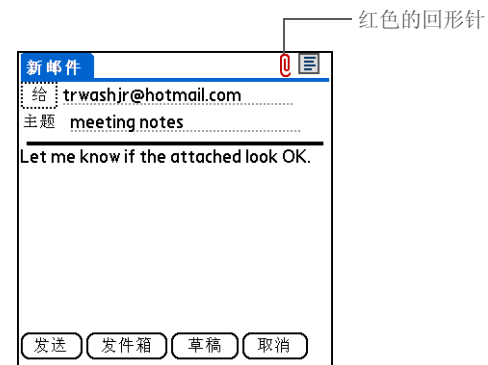 红色的回形针
新邮件
给 trwashjr@hotmail.com
主题 meeting notes
Let me know if the attached look OK.
发送 发件箱 草稿 取消